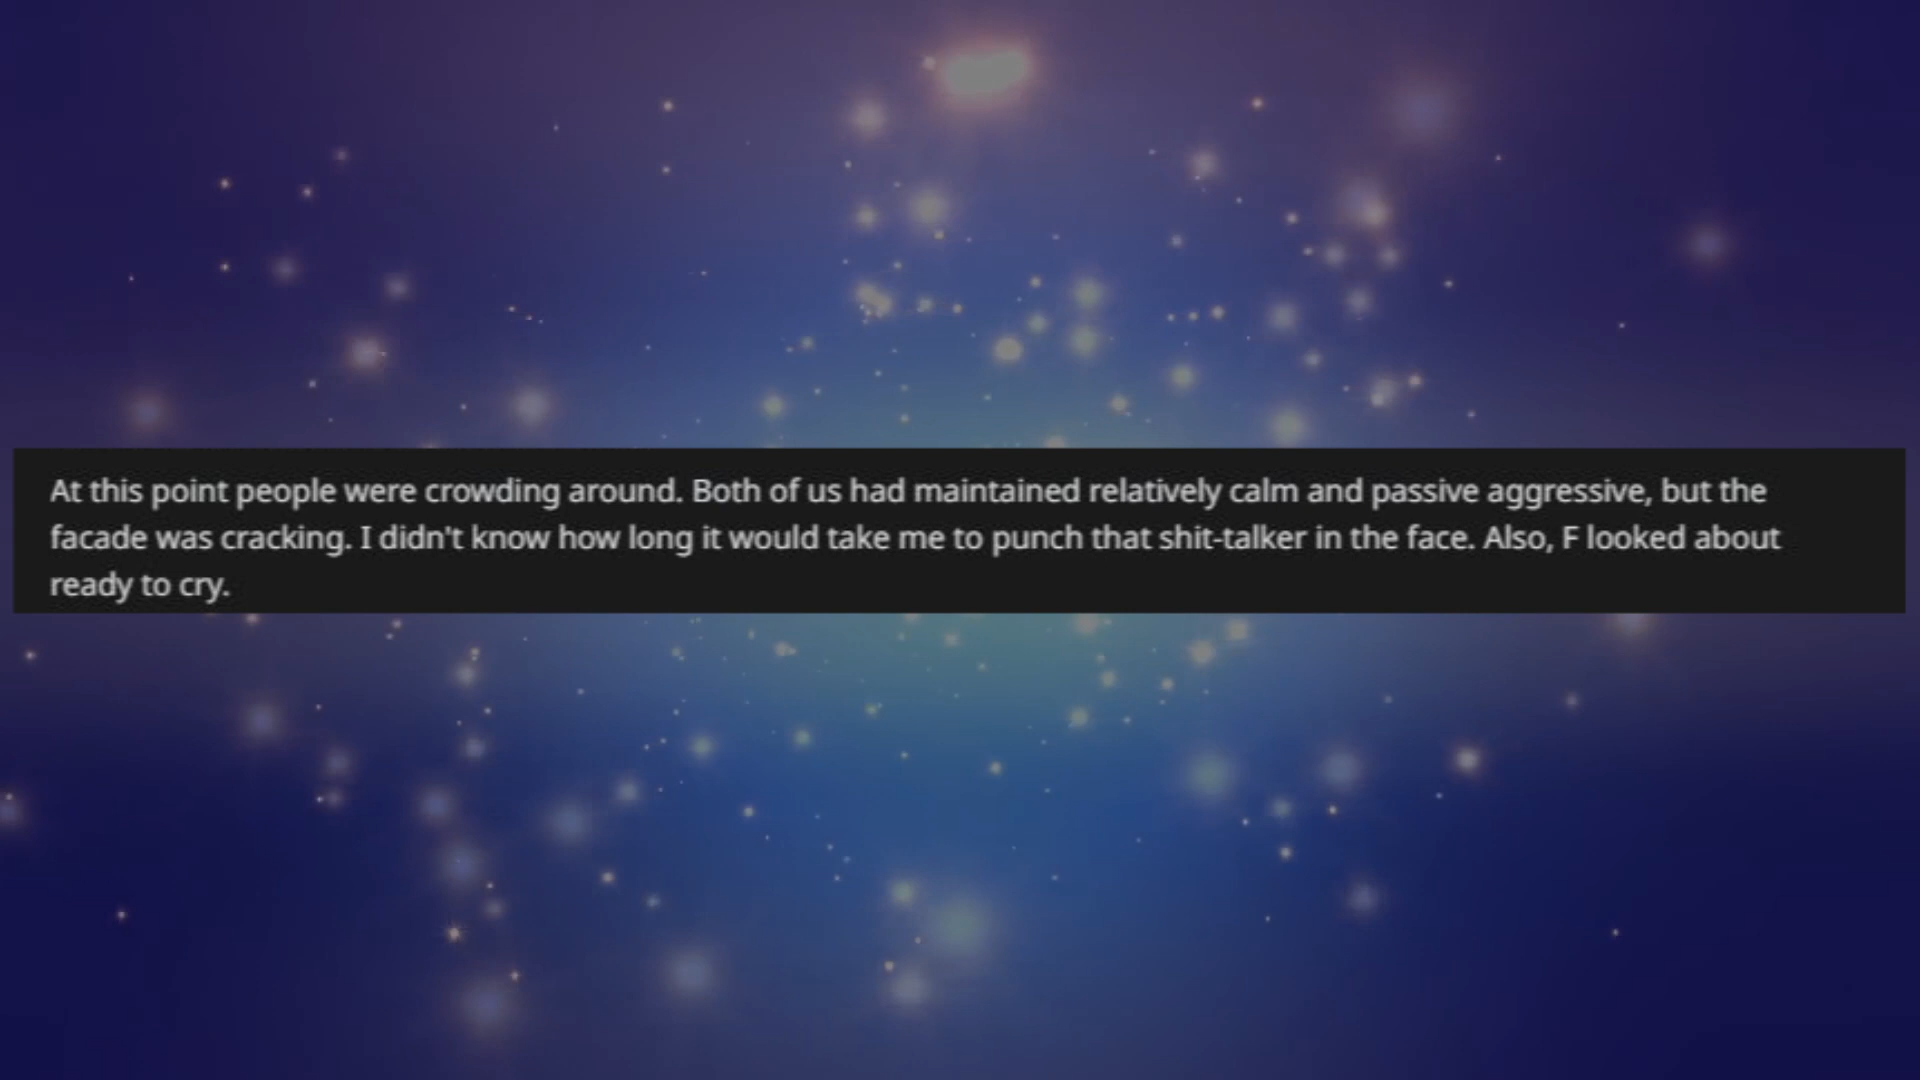 At this point people were crowding around. Both of us had maintained relatively calm and passive aggressive, but the
facade was cracking. I didn't know how long it would take me to punch that shit-talker in the face. Also, F looked about
ready to cry.